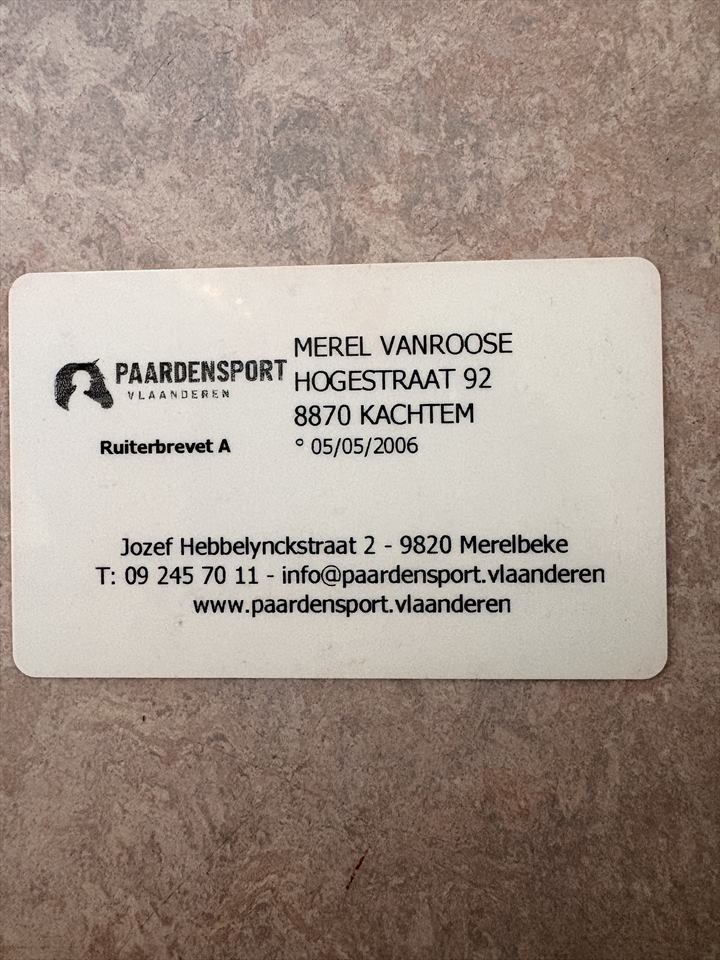 PAARDENSPORT
VLAANDEREN
Ruiterbrevet A
MEREL VANROOSE
HOGESTRAAT 92
8870 KACHTEM
° 05/05/2006
Jozef Hebbelynckstraat 2 - 9820 Merelbeke
T: 09 245 70 11 - info@paardensport.vlaanderen
www.paardensport.vlaanderen